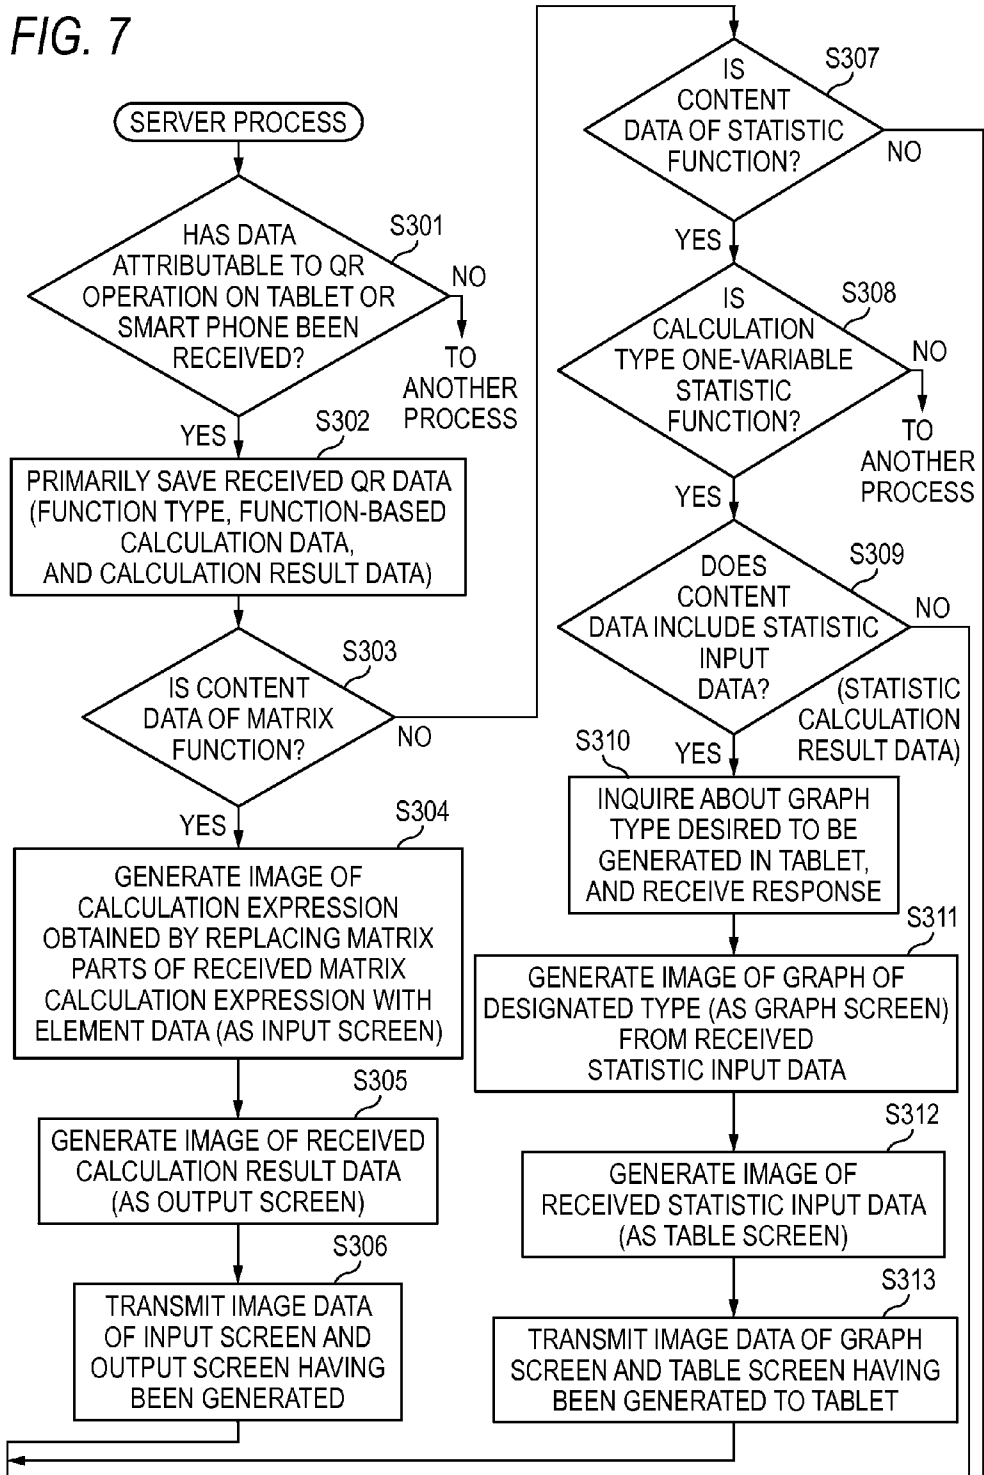 FIG. 7
SERVER PROCESS
S301
HAS DATA
ATTRIBUTABLE TO QR
OPERATION ON TABLET OR
SMART PHONE BEEN
RECEIVED?
NO
TO
ANOTHER
PROCESS
YES
S302
PRIMARILY SAVE RECEIVED QR DATA
(FUNCTION TYPE, FUNCTION-BASED
CALCULATION DATA,
AND CALCULATION RESULT DATA)
S303
IS CONTENT
DATA OF MATRIX
FUNCTION?
NO
YES
S304
GENERATE IMAGE OF
CALCULATION EXPRESSION
OBTAINED BY REPLACING MATRIX
PARTS OF RECEIVED MATRIX
CALCULATION EXPRESSION WITH
ELEMENT DATA (AS INPUT SCREEN)
S305
GENERATE IMAGE OF RECEIVED
CALCULATION RESULT DATA
(AS OUTPUT SCREEN)
S306
TRANSMIT IMAGE DATA
OF INPUT SCREEN AND
OUTPUT SCREEN HAVING
BEEN GENERATED
S307
IS
CONTENT
DATA OF STATISTIC
FUNCTION?
NO
YES
S308
IS
CALCULATION
TYPE ONE-VARIABLE
STATISTIC
FUNCTION?
NO
TO
ANOTHER
PROCESS
YES
S309
DOES
CONTENT
DATA INCLUDE STATISTIC
INPUT
DATA?
NO
(STATISTIC
CALCULATION
RESULT DATA)
YES
S310
INQUIRE ABOUT GRAPH
TYPE DESIRED TO BE
GENERATED IN TABLET,
AND RECEIVE RESPONSE
S311
GENERATE IMAGE OF GRAPH OF
DESIGNATED TYPE (AS GRAPH SCREEN)
FROM RECEIVED
STATISTIC INPUT DATA
S312
GENERATE IMAGE OF
RECEIVED STATISTIC INPUT DATA
(AS TABLE SCREEN)
S313
TRANSMIT IMAGE DATA OF GRAPH
SCREEN AND TABLE SCREEN HAVING
BEEN GENERATED TO TABLET